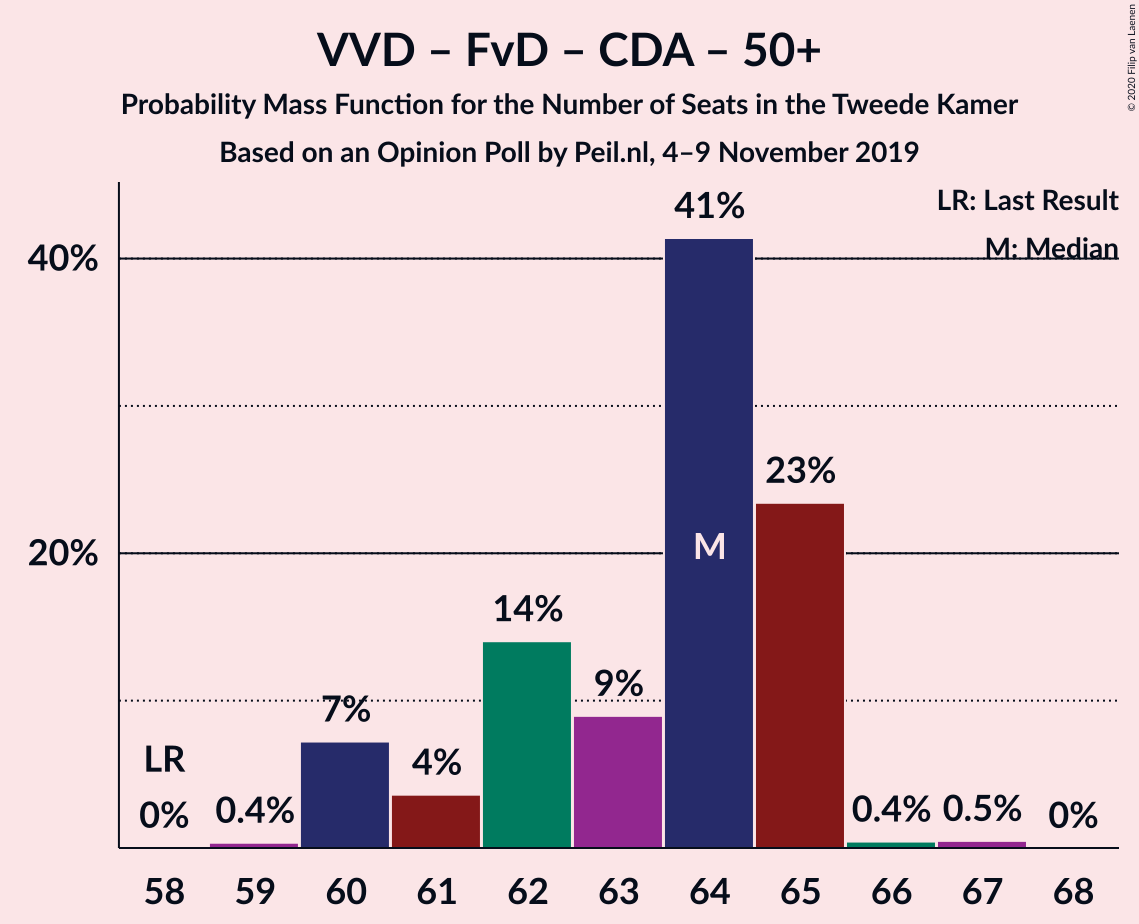 VVD – FvD – CDA – 50+
Probability Mass Function for the Number of Seats in the Tweede Kamer
Based on an Opinion Poll by Peil.nl, 4–9 November 2019
© 2020 Filip van Laenen
LR: Last Result
M: Median
40%
20%
LR
0%
0.4%
7%
4%
14%
9%
41%
M
23%
0.4%
0.5%
0%
58 59 60 61 62 63 64 65 66 67 68